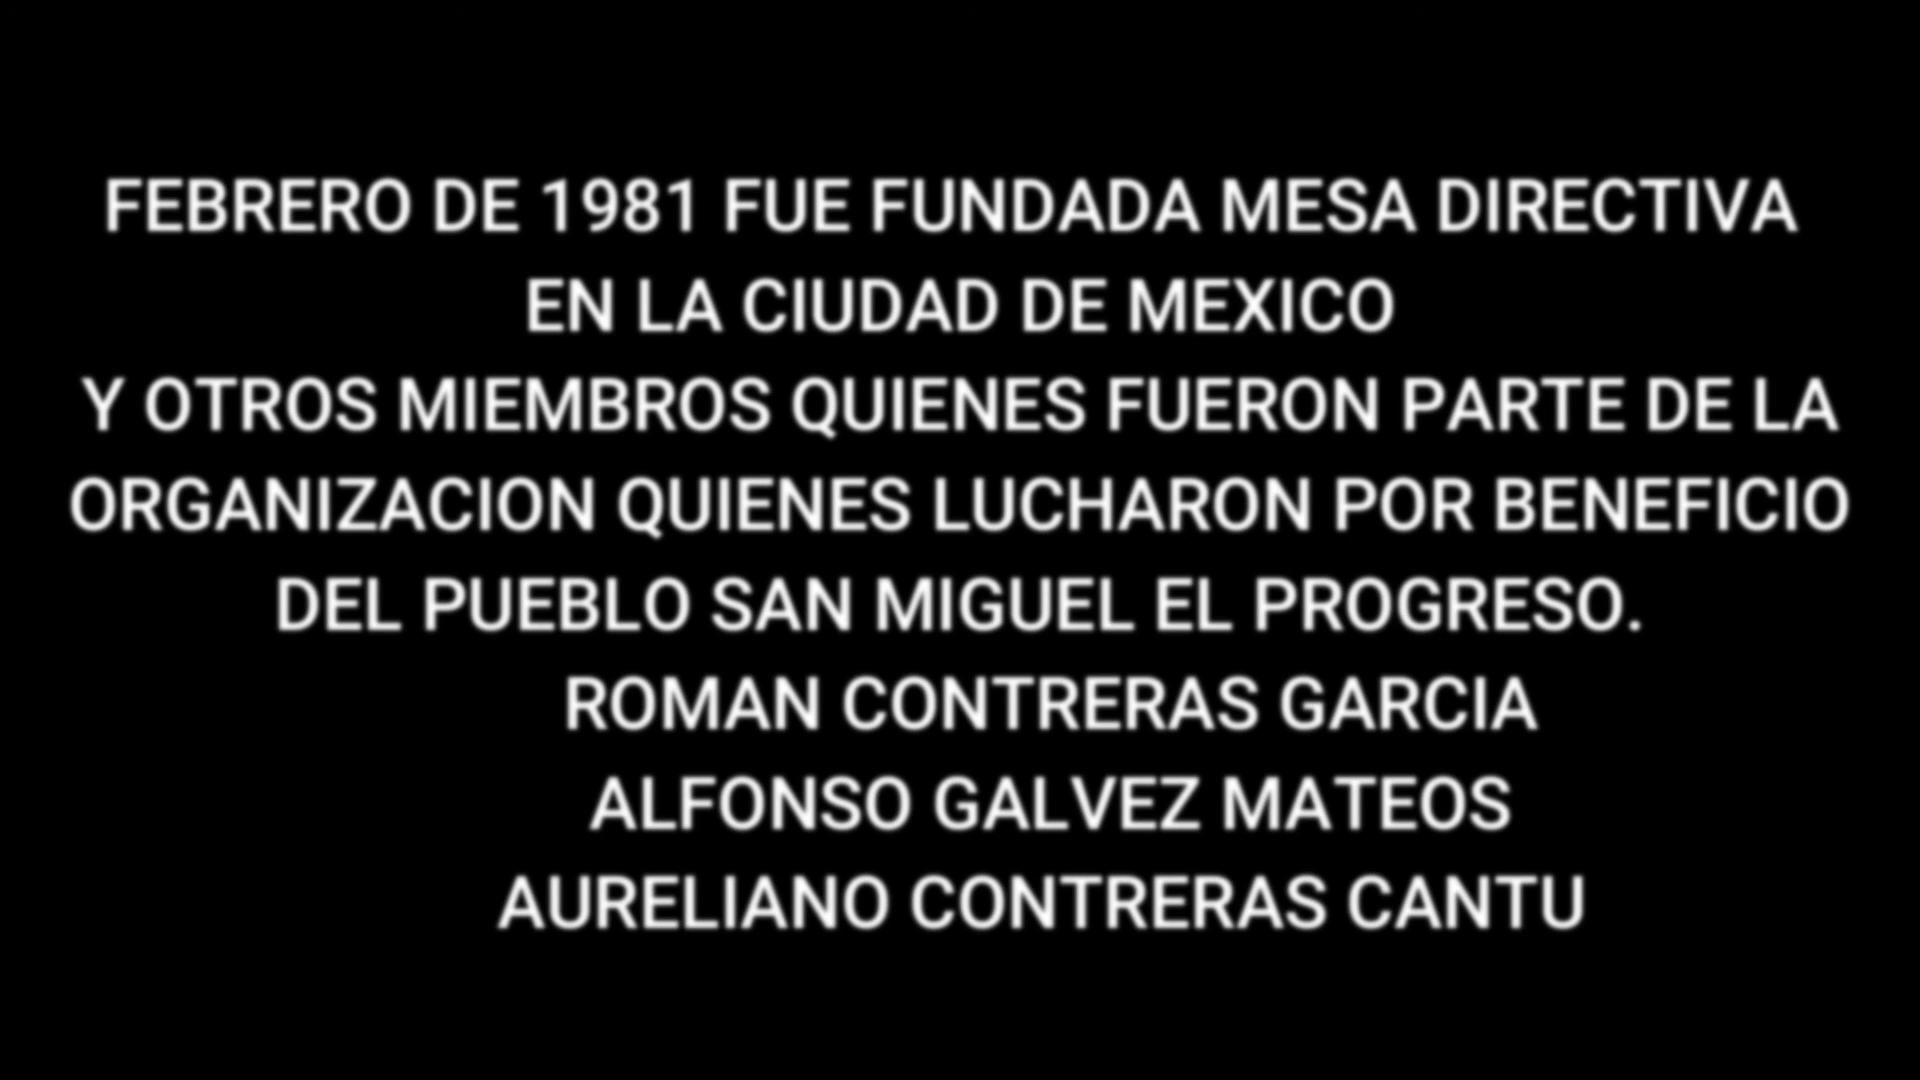 FEBRERO DE 1981 FUE FUNDADA MESA DIRECTIVA
EN LA CIUDAD DE MEXICO
Y OTROS MIEMBROS QUIENES FUERON PARTE DE LA
ORGANIZACION QUIENES LUCHARON POR BENEFICIO
DEL PUEBLO SAN MIGUEL EL PROGRESO.
ROMAN CONTRERAS GARCIA
ALFONSO GALVEZ MATEOS
AURELIANO CONTRERAS CANTU